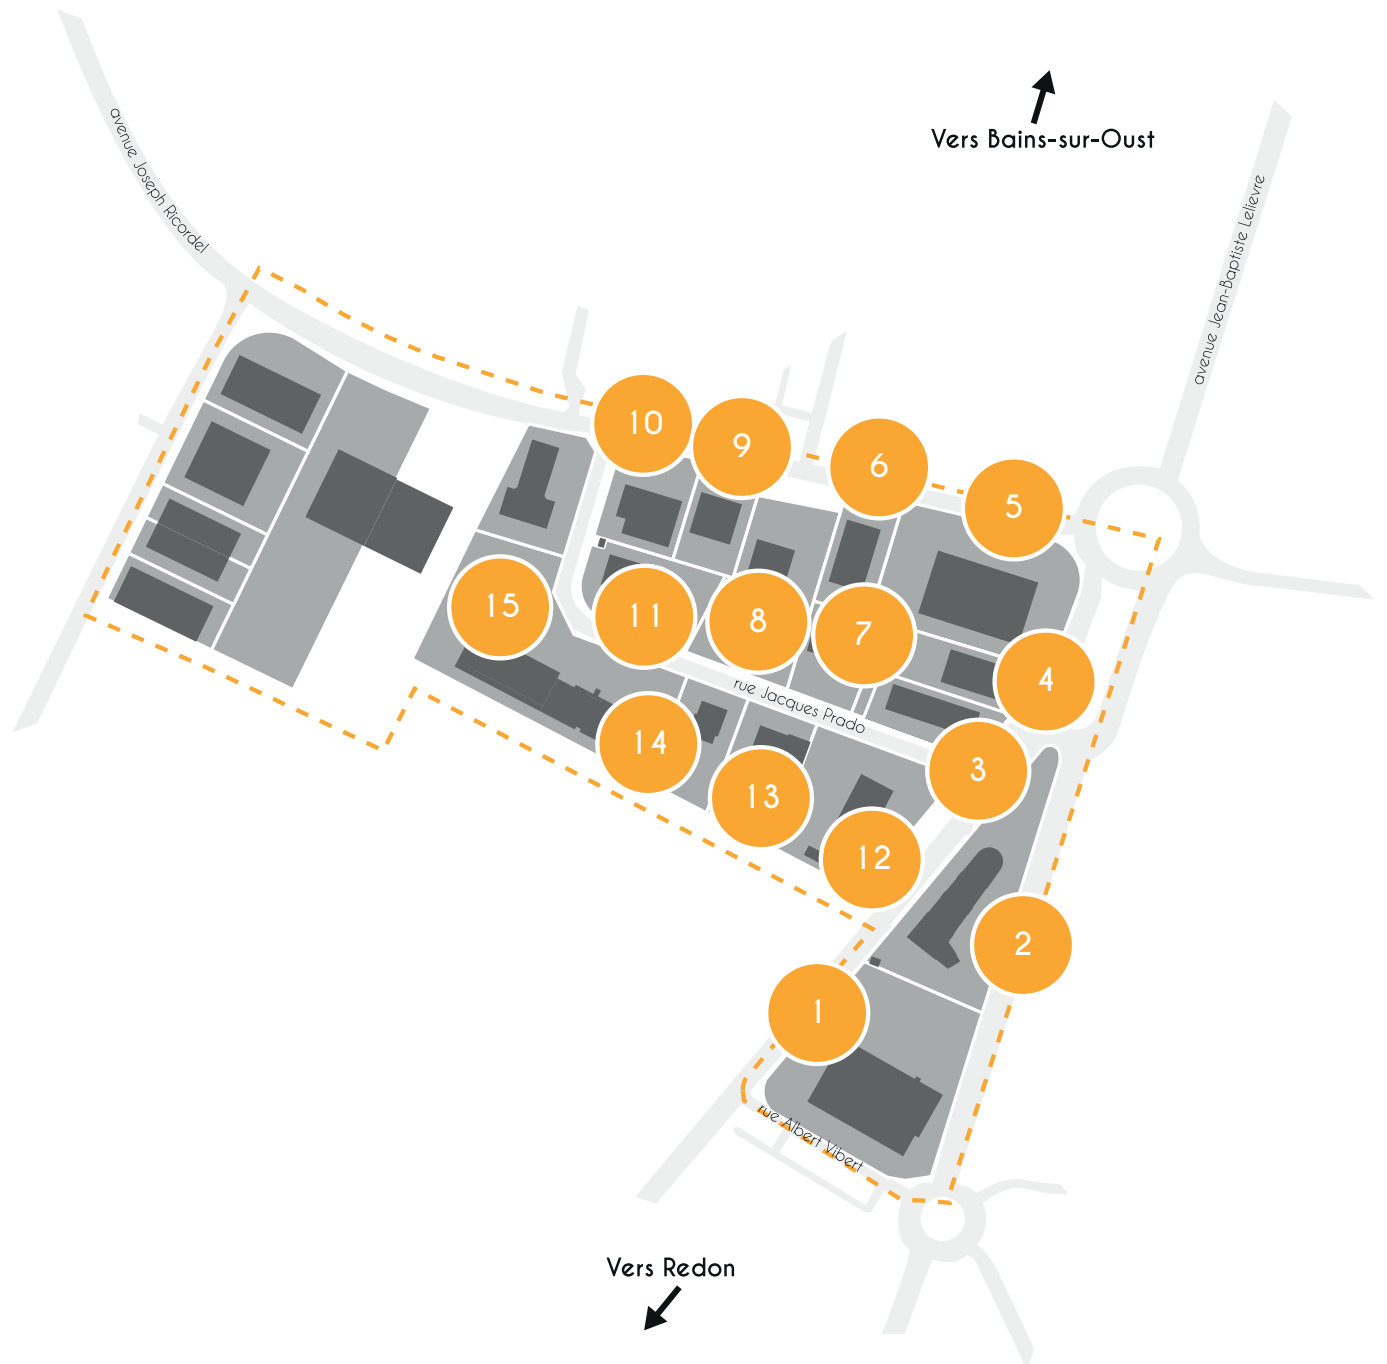 Vers Bains-sur-Oust
avenue Joseph Ricordel
avenue Jean-Baptiste Lelievre
10
9
6
5
15
11
8
7
4
rue Jacques Prado
14
13
3
12
2
1
rue Albert Vibert
Vers Redon